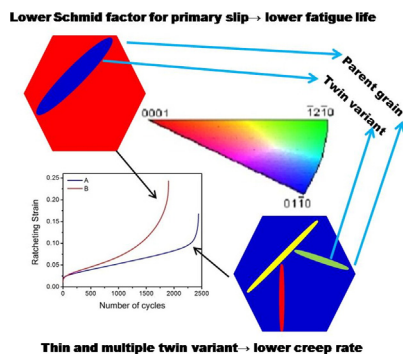 Lower Schmid factor for primary slip→ lower fatigue life
Parent grain
Twin variant
0001
1̅21̅0
011̅0
0.25
0.20
0.15
0.10
0.05
0.00
A
B
Ratcheting Strain
0
500
1000
1500
2000
2500
Number of cycles
Thin and multiple twin variant→ lower creep rate